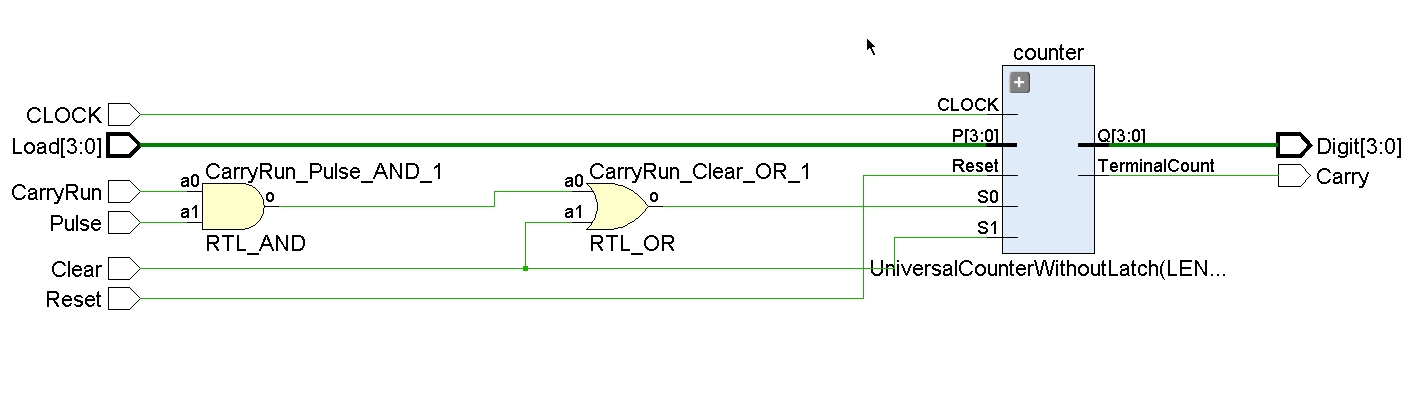 counter
CLOCK
CLOCK
Load[3:0]
P[3:0]
Q[3:0]
Digit[3:0]
CarryRun
a0
CarryRun_Pulse_AND_1
o
a0
CarryRun_Clear_OR_1
o
Reset
TerminalCount
Carry
Pulse
a1
RTL_AND
a1
RTL_OR
S0
S1
Clear
UniversalCounterWithoutLatch(LEN...
Reset